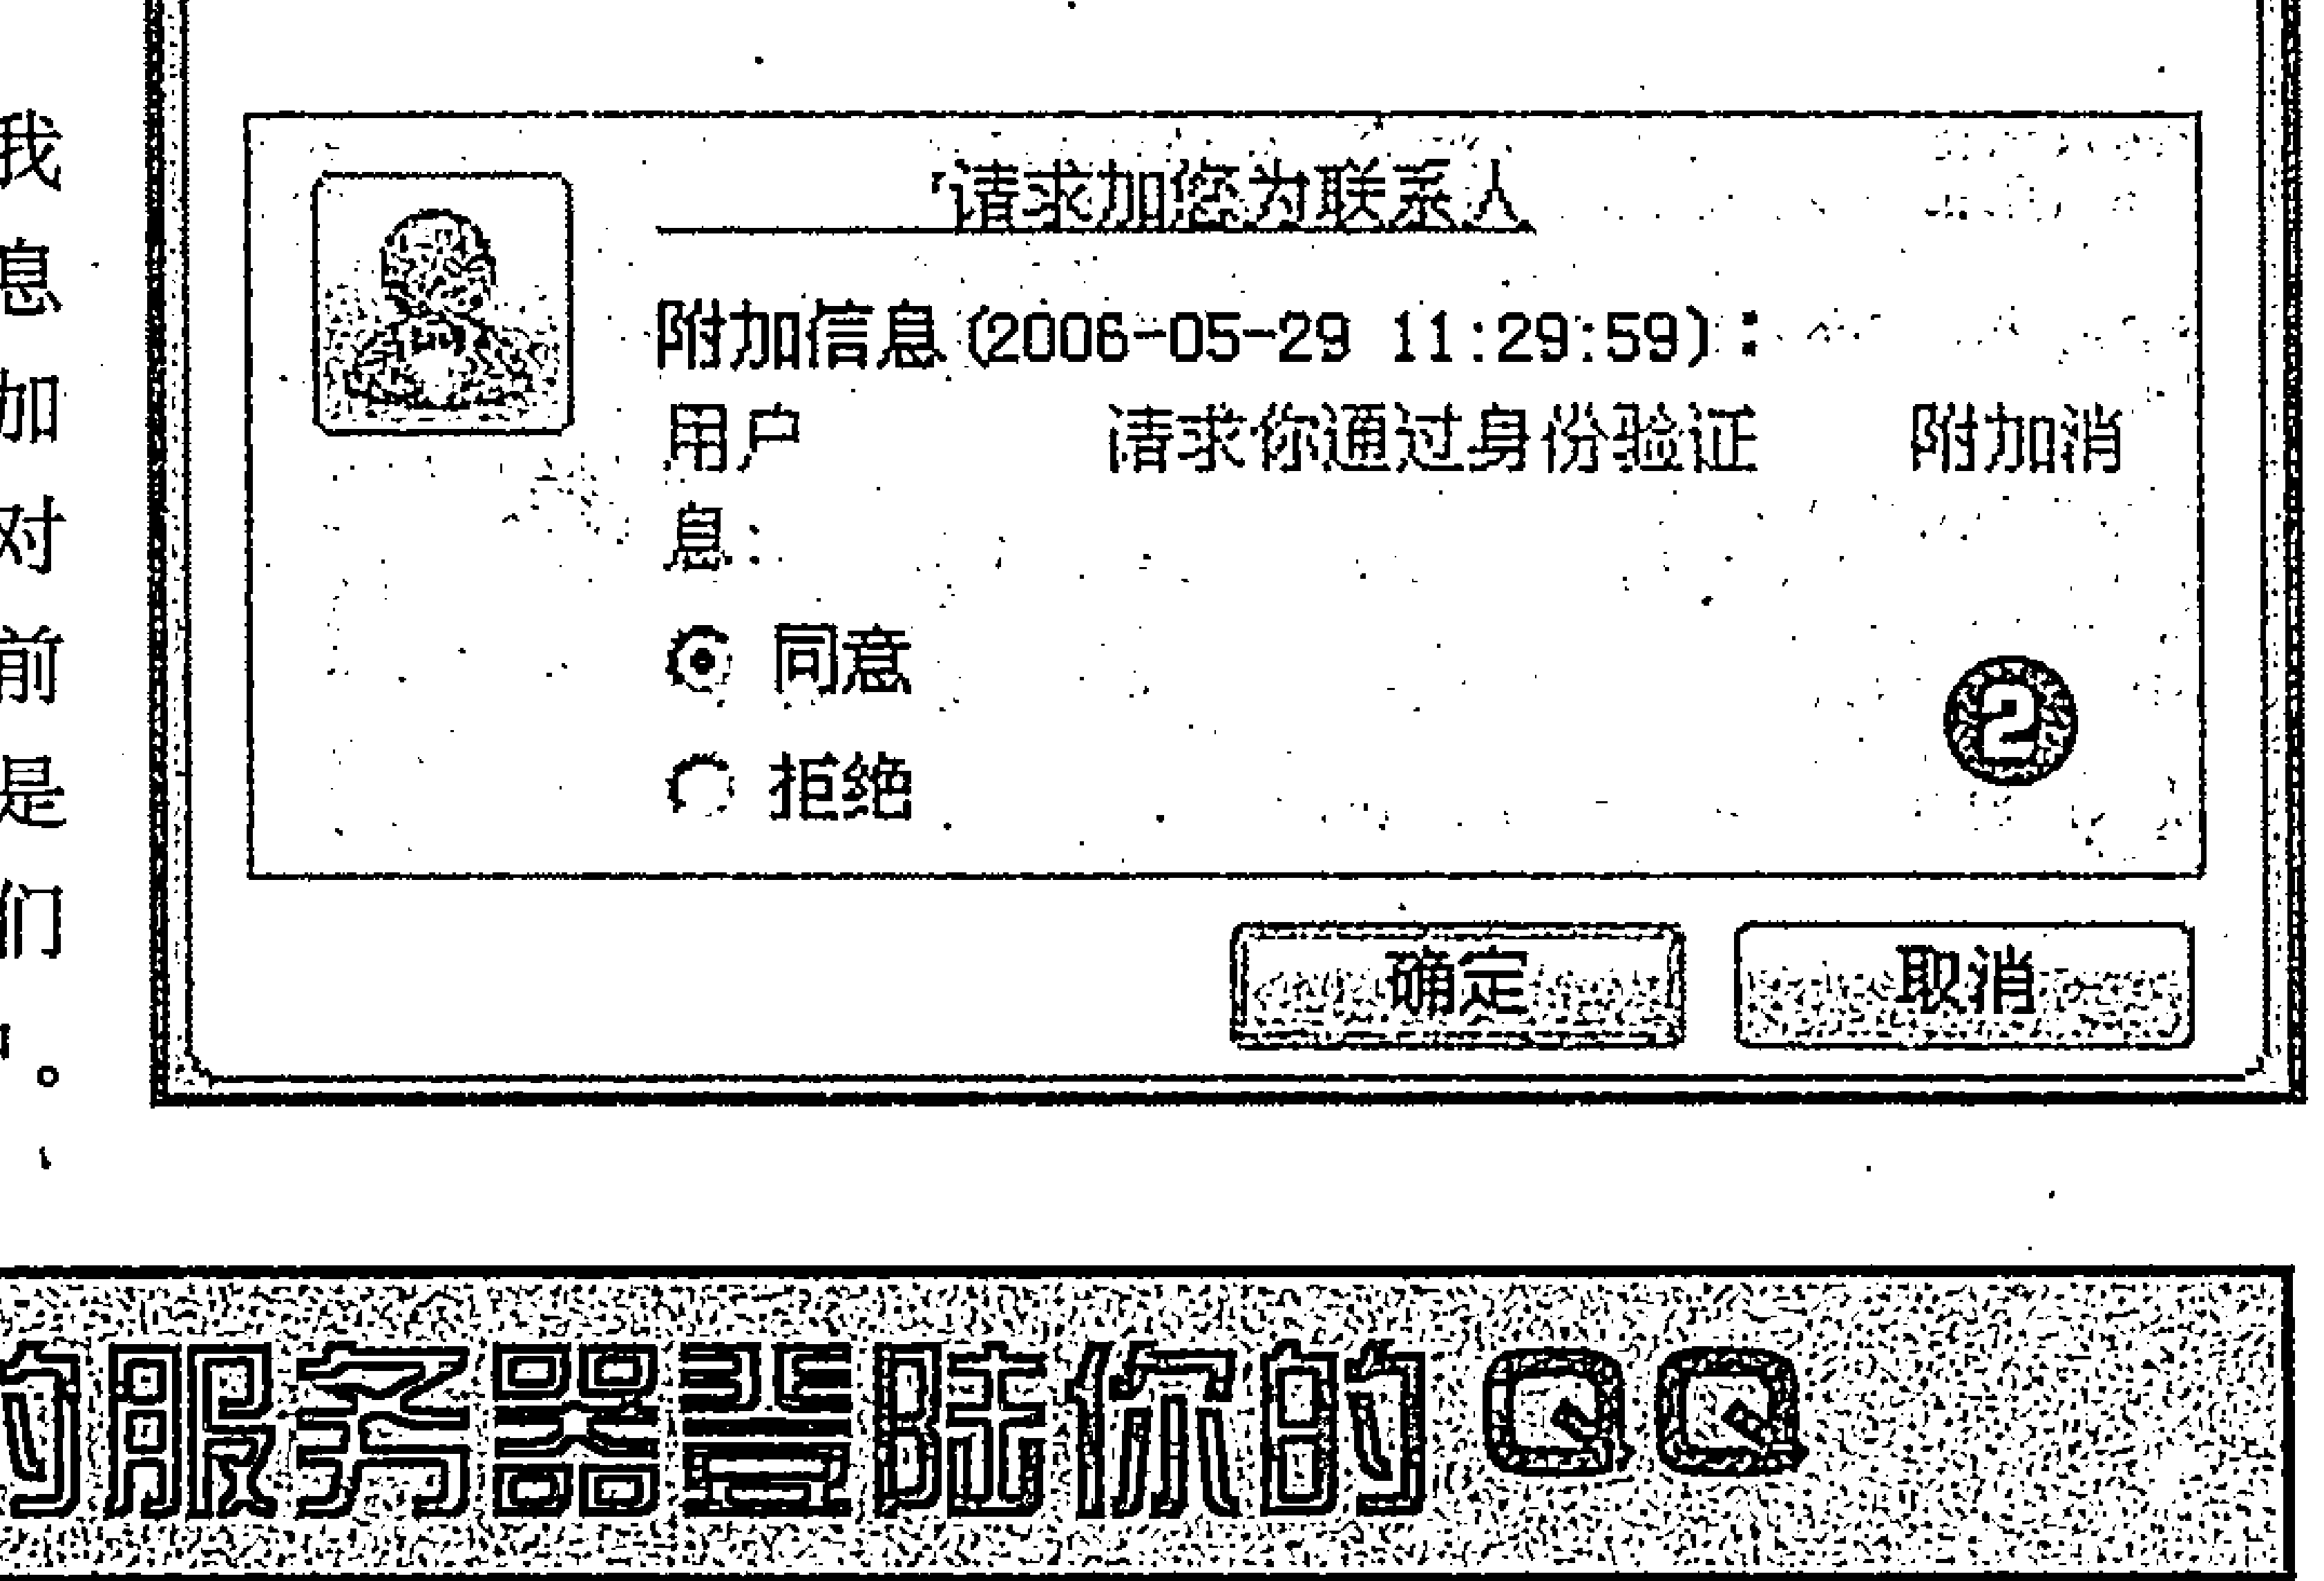 我
息
加
对
前
是
们
。
请求加您为联系人
附加信息(2006-05-29 11:29:59):
用户 请求你通过身份验证 附加消
息:
同意
拒绝
2
确定 取消
的服务器登陆你的QQ